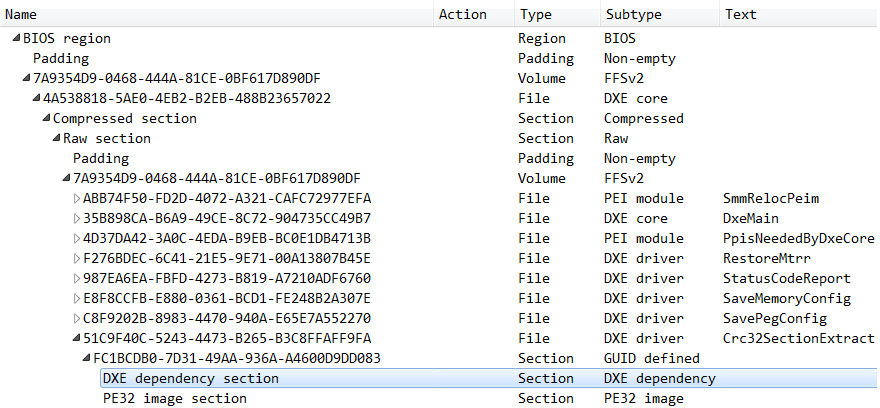 Name Action Type Subtype Text
BIOS region Region BIOS
Padding Padding Non-empty
7A9354D9-0468-444A-81CE-0BF617D890DF Volume FFSv2
4A538818-5AE0-4EB2-B2EB-488B23657022 File DXE core
Compressed section Section Compressed
Raw section Section Raw
Padding Padding Non-empty
7A9354D9-0468-444A-81CE-0BF617D890DF Volume FFSv2
ABB74F50-FD2D-4072-A321-CAFC72977EFA File PEI module SmmRelocPeim
35B898CA-B6A9-49CE-8C72-904735CC49B7 File DXE core DxeMain
4D37DA42-3A0C-4EDA-B9EB-BC0E1DB4713B File PEI module PpisNeededByDxeCore
F276BDEC-6C41-21E5-9E71-00A13807B45E File DXE driver RestoreMtrr
987EA6EA-FBFD-4273-B819-A7210ADF6760 File DXE driver StatusCodeReport
E8F8CCFB-E880-0361-BCD1-FE248B2A307E File DXE driver SaveMemoryConfig
C8F9202B-8983-4470-940A-E65E7A552270 File DXE driver SavePegConfig
51C9F40C-5243-4473-B265-B3C8FFAFF9FA File DXE driver Crc32SectionExtract
FC1BCDB0-7D31-49AA-936A-A4600D9DD083 Section GUID defined
DXE dependency section Section DXE dependency
PE32 image section Section PE32 image